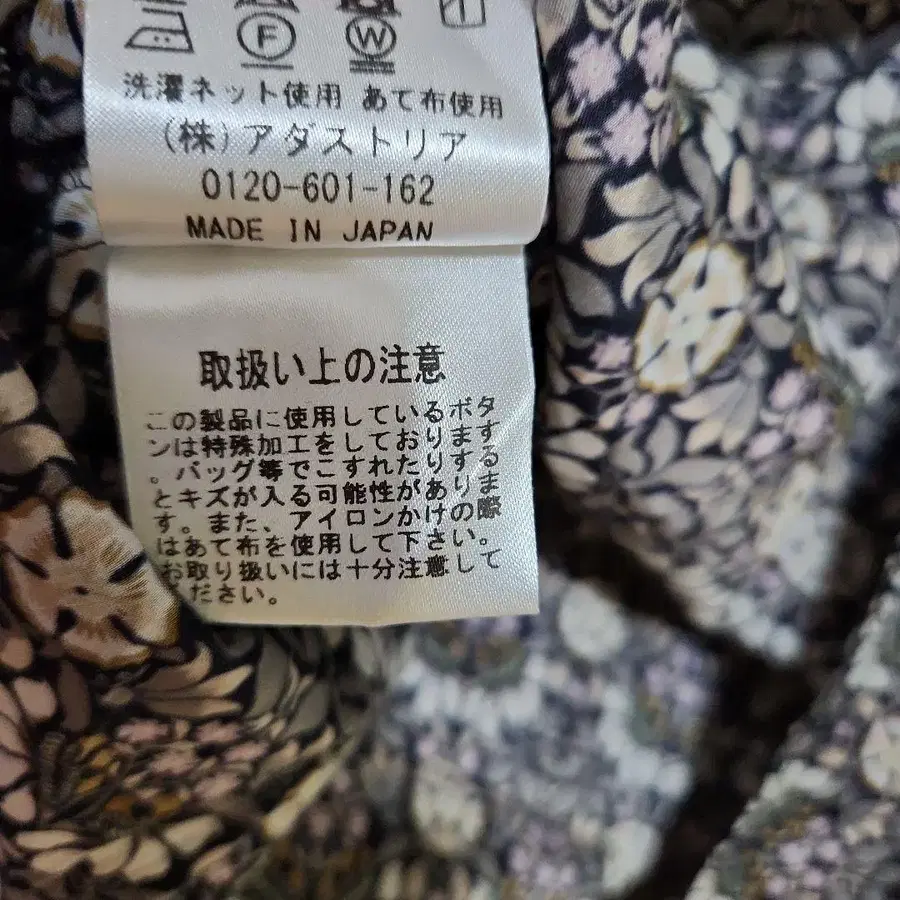 F W
洗濯ネット使用 あて布使用
(株)アダストリア
0120-601-162
MADE IN JAPAN
取扱い上の注意
この製品に使用しているボタ
ンは特殊加工をしております
。バッグ等でこすれたりする
とキズが入る可能性がありま
す。また、アイロンかけの際
はあて布を使用して下さい。
お取り扱いには十分注意して
ください。